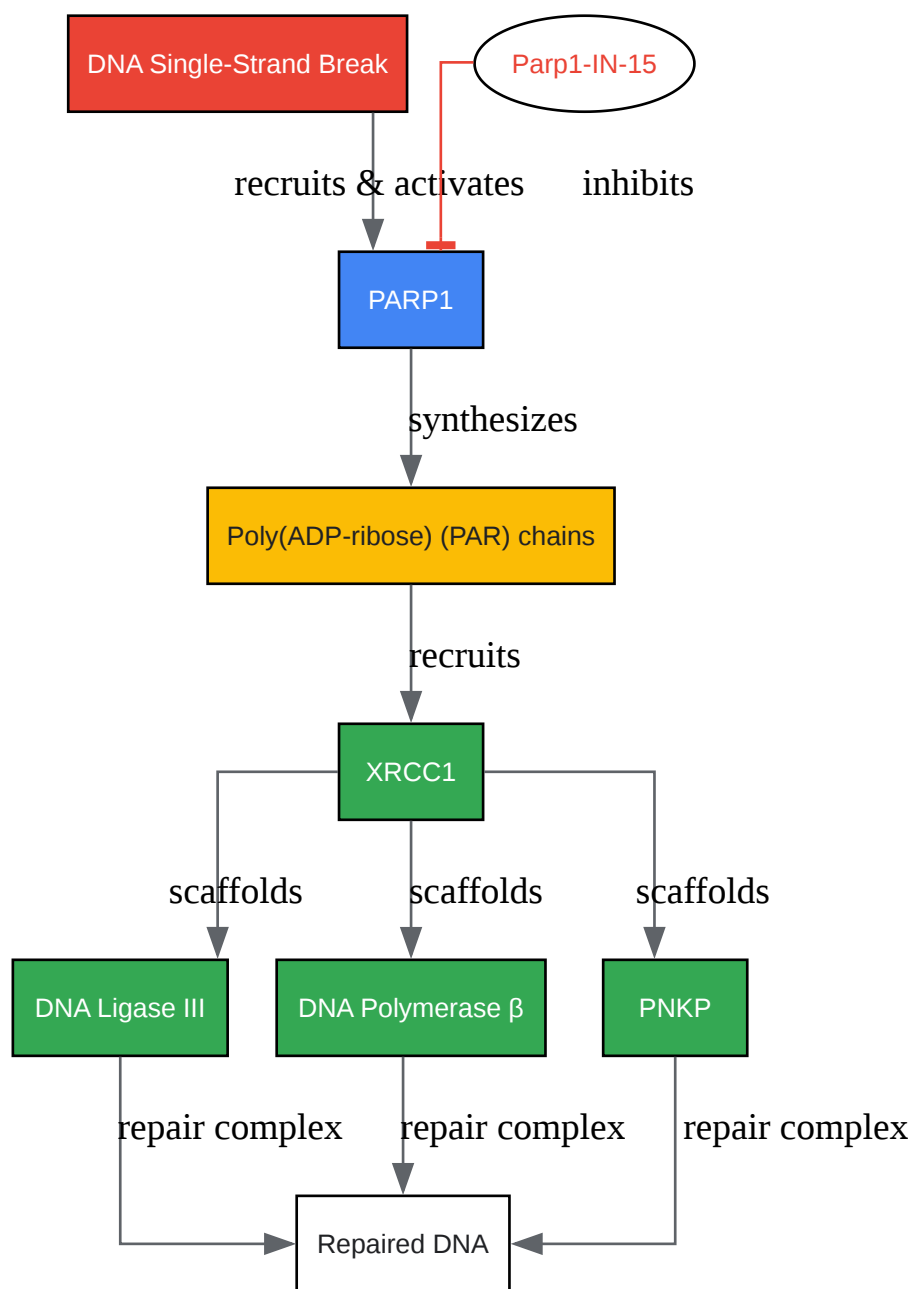 DNA Single-Strand Break
Parp1-IN-15
recruits & activates
inhibits
PARP1
synthesizes
Poly(ADP-ribose) (PAR) chains
recruits
XRCC1
scaffolds
scaffolds
scaffolds
DNA Ligase III
DNA Polymerase β
PNKP
repair complex
repair complex
repair complex
Repaired DNA